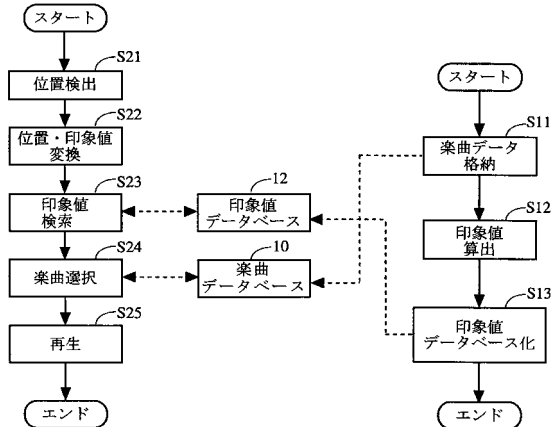 スタート
S21
位置検出
S22
位置・印象値
変換
S23
印象値
検索
S24
楽曲選択
S25
再生
エンド
12
印象値
データベース
10
楽曲
データベース
スタート
S11
楽曲データ
格納
S12
印象値
算出
S13
印象値
データベース化
エンド